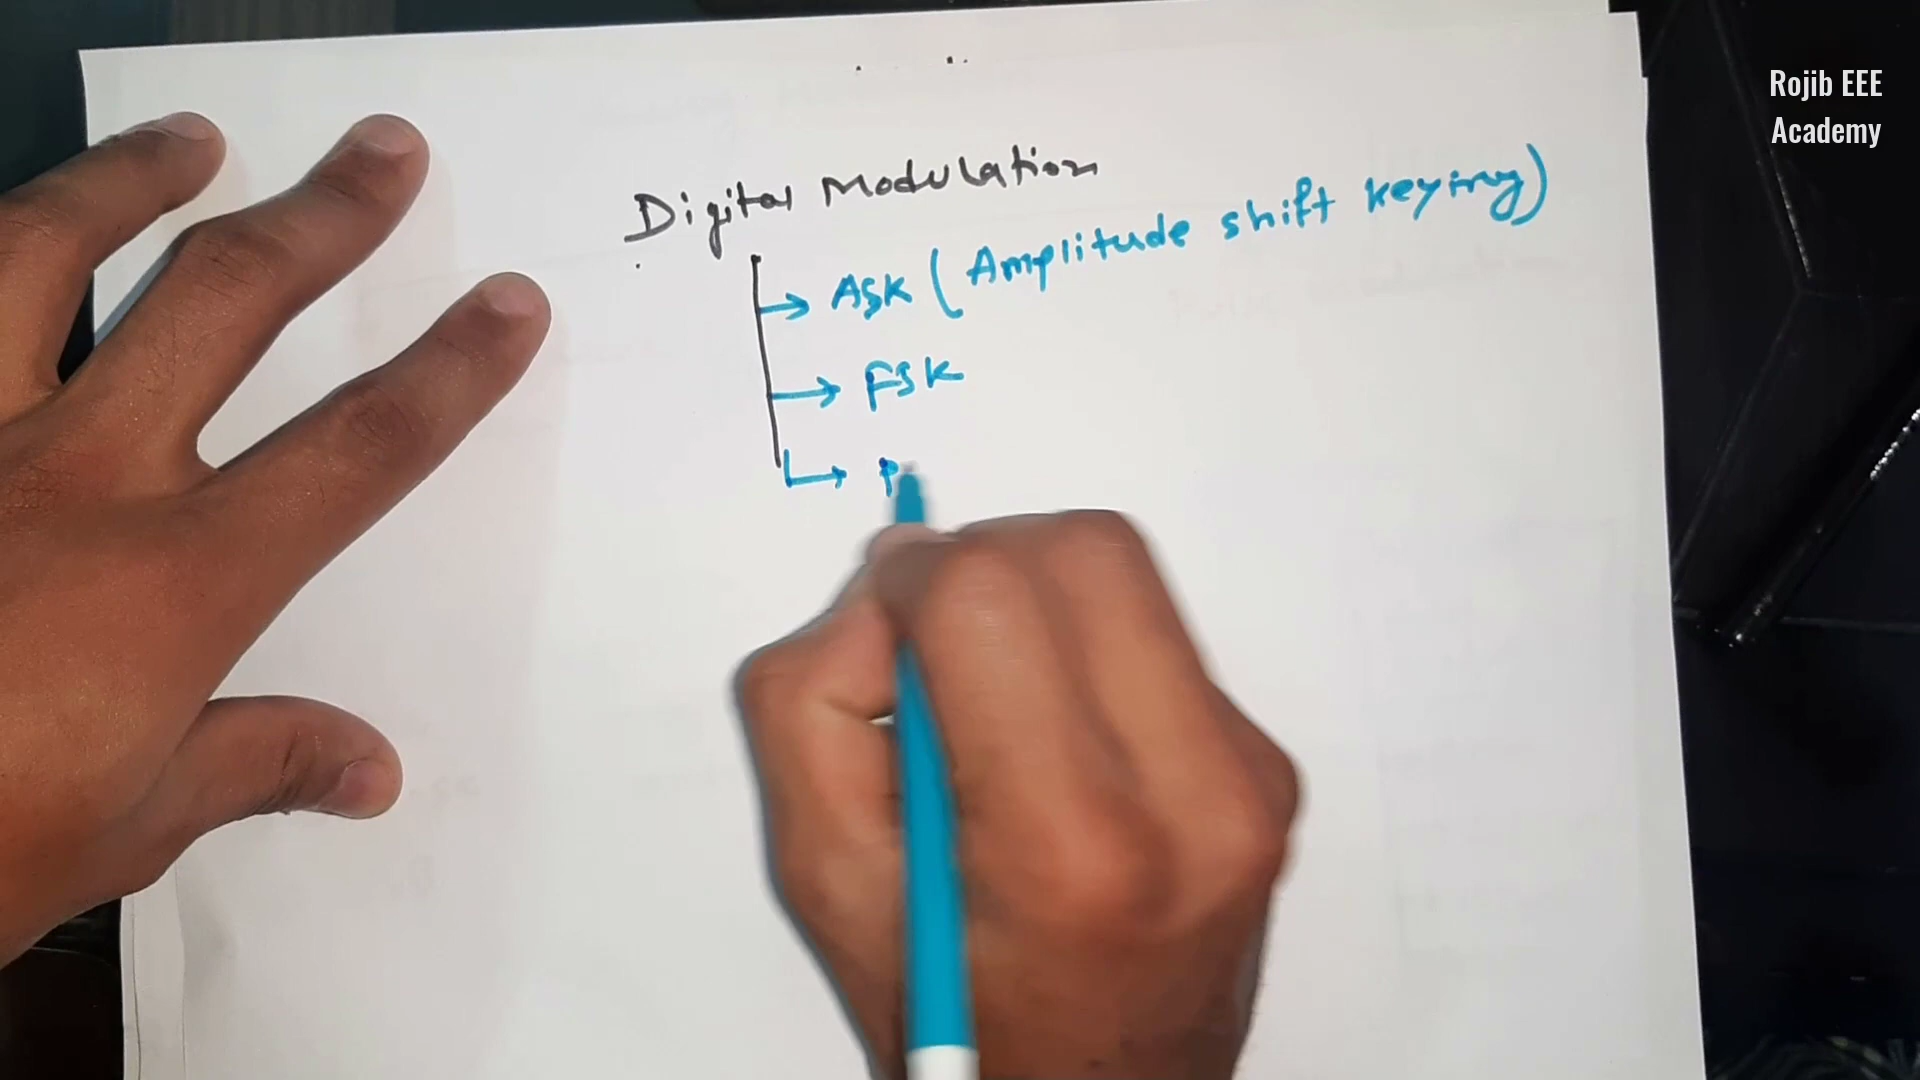 Rojib EEE
Academy
Digital Modulation
→ ASK (Amplitude shift keying)
→ FSK
→ P